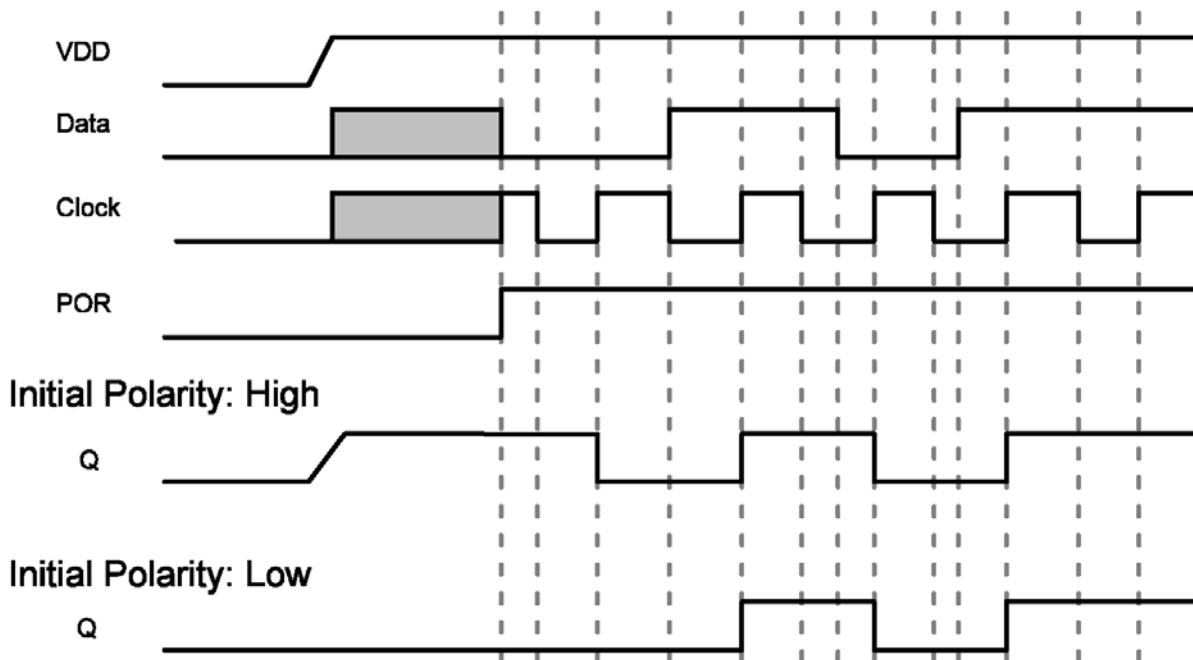 VDD
Data
Clock
POR
Initial Polarity: High
Q
Initial Polarity: Low
Q